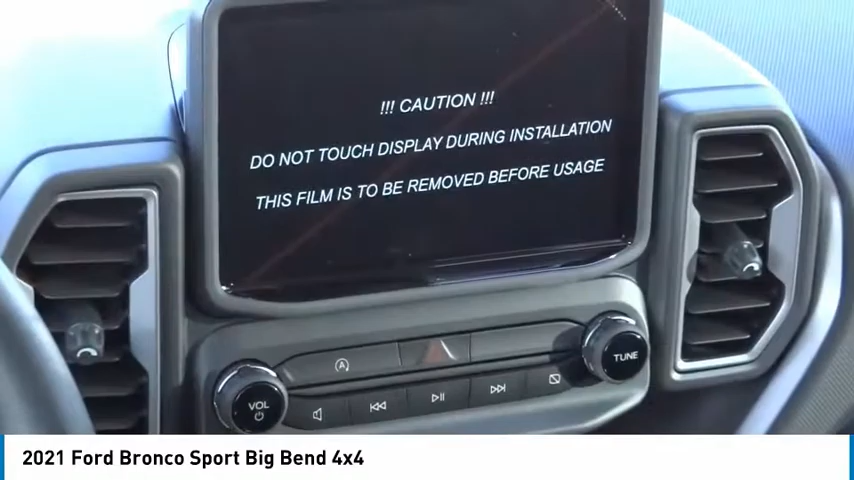 !!! CAUTION !!!
DO NOT TOUCH DISPLAY DURING INSTALLATION
THIS FILM IS TO BE REMOVED BEFORE USAGE
VOL
TUNE
2021 Ford Bronco Sport Big Bend 4x4